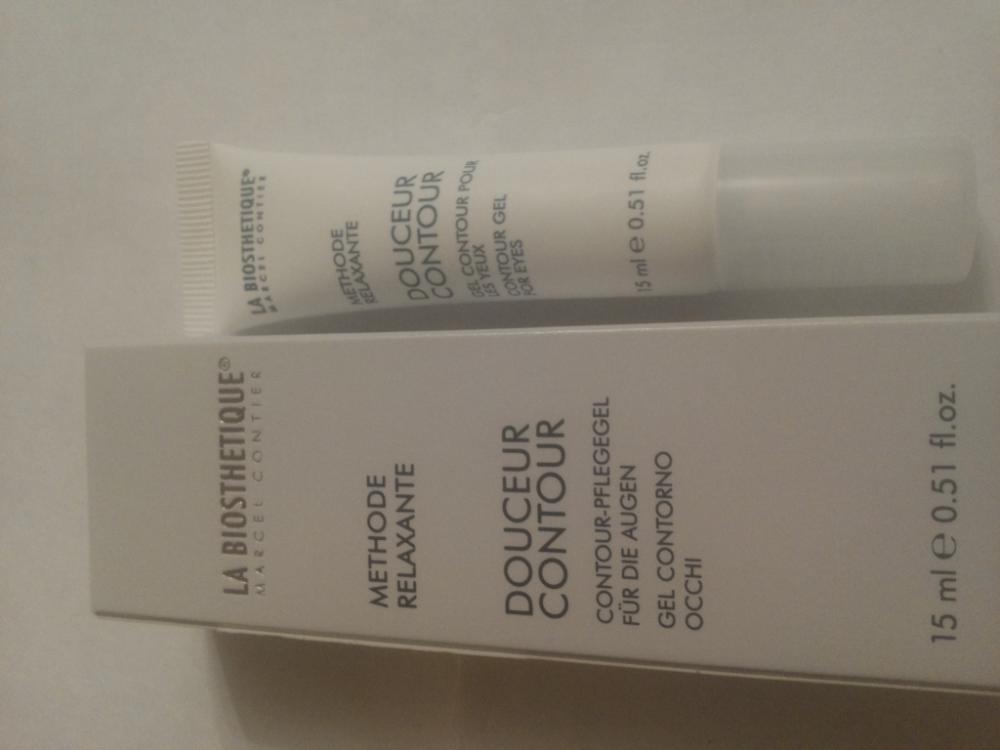 LA BIOSTHETIQUE®
MARCEL CONTIER
METHODE
RELAXANTE
DOUCEUR
CONTOUR
GEL CONTOUR POUR
LES YEUX
CONTOUR GEL
FOR EYES
15 ml e 0.51 fl.oz.
LA BIOSTHETIQUE®
MARCEL CONTIER
METHODE
RELAXANTE
DOUCEUR
CONTOUR
CONTOUR-PFLEGEGEL
FÜR DIE AUGEN
GEL CONTORNO
OCCHI
15 ml e 0.51 fl.oz.